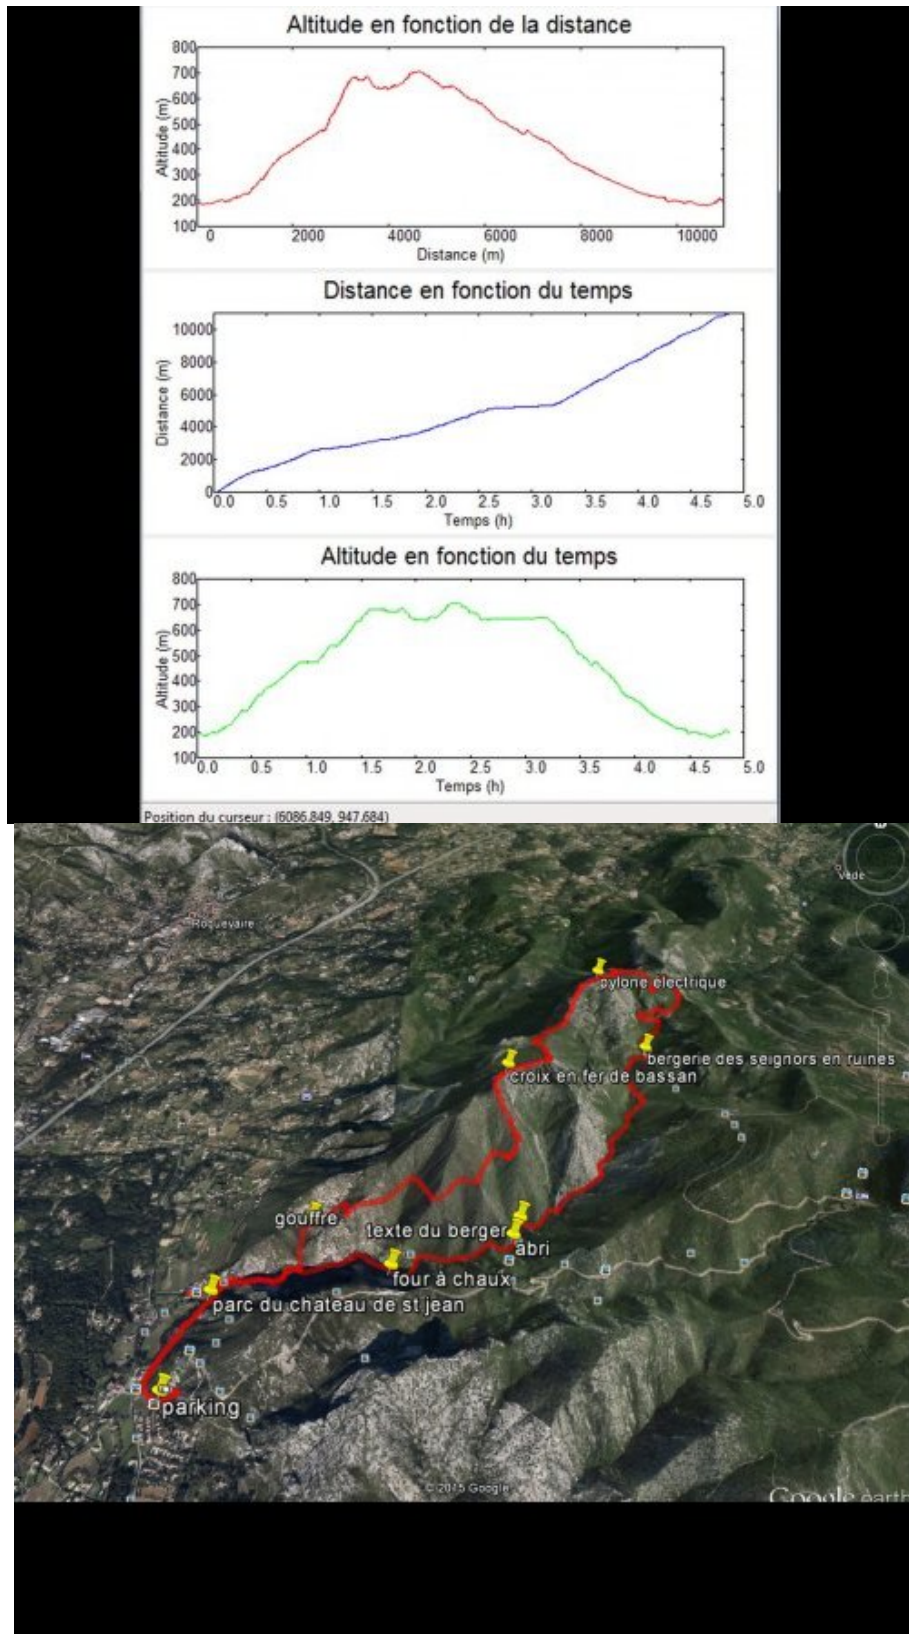 Altitude en fonction de la distance
800
700
600
500
400
300
200
100
Altitude (m)
0 2000 4000 6000 8000 10000
Distance (m)
Distance en fonction du temps
10000
8000
6000
4000
2000
0
Distance (m)
0.0 0.5 1.0 1.5 2.0 2.5 3.0 3.5 4.0 4.5 5.0
Temps (h)
Altitude en fonction du temps
800
700
600
500
400
300
200
100
Altitude (m)
0.0 0.5 1.0 1.5 2.0 2.5 3.0 3.5 4.0 4.5 5.0
Temps (h)
Position du curseur : (6086.849, 947.684)
Vède
Roquevaire
pylone électrique
bergerie des seignors en ruines
croix en fer de bassan
gouffre
texte du berger
abri
four à chaux
parc du chateau de st jean
parking
© 2015 Google
Google earth